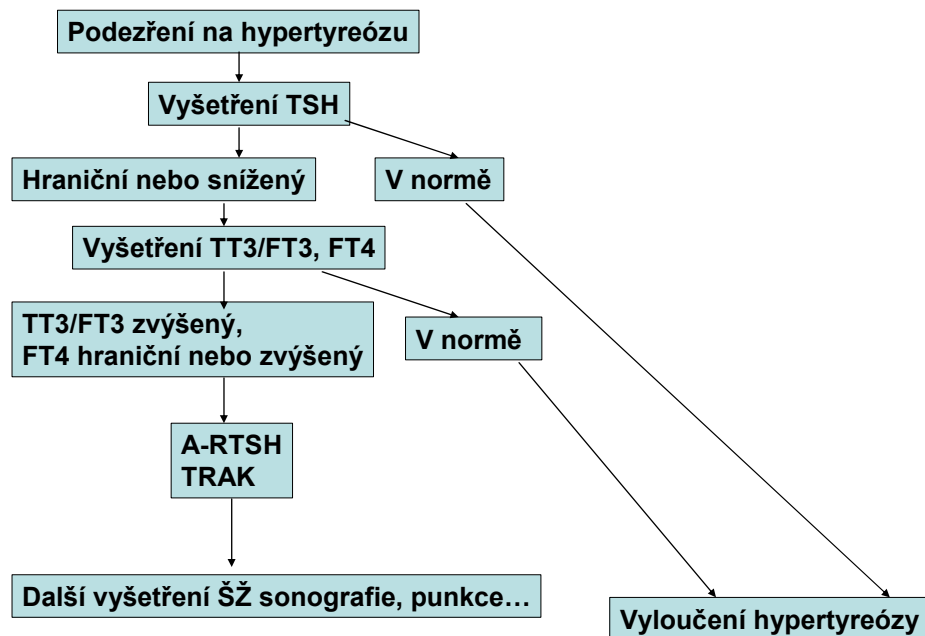 Podezření na hypertyreózu
Vyšetření TSH
Hraniční nebo snížený
V normě
Vyšetření TT3/FT3, FT4
TT3/FT3 zvýšený,
FT4 hraniční nebo zvýšený
V normě
A-RTSH
TRAK
Další vyšetření ŠŽ sonografie, punkce…
Vyloučení hypertyreózy